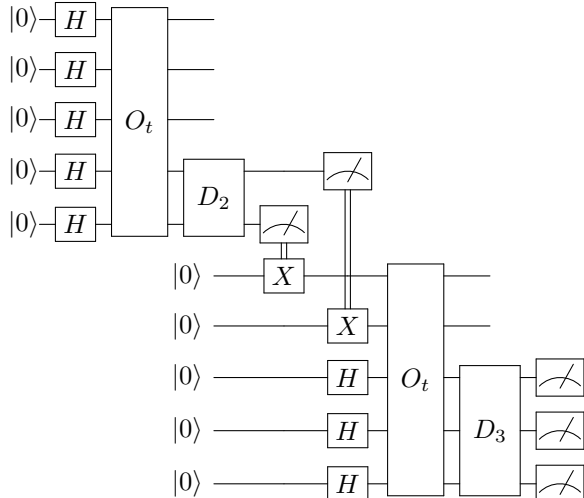 |0⟩ H
|0⟩ H
|0⟩ H O_t
|0⟩ H
D_2
|0⟩ H
|0⟩ X
|0⟩ X
|0⟩ H O_t
|0⟩ H D_3
|0⟩ H